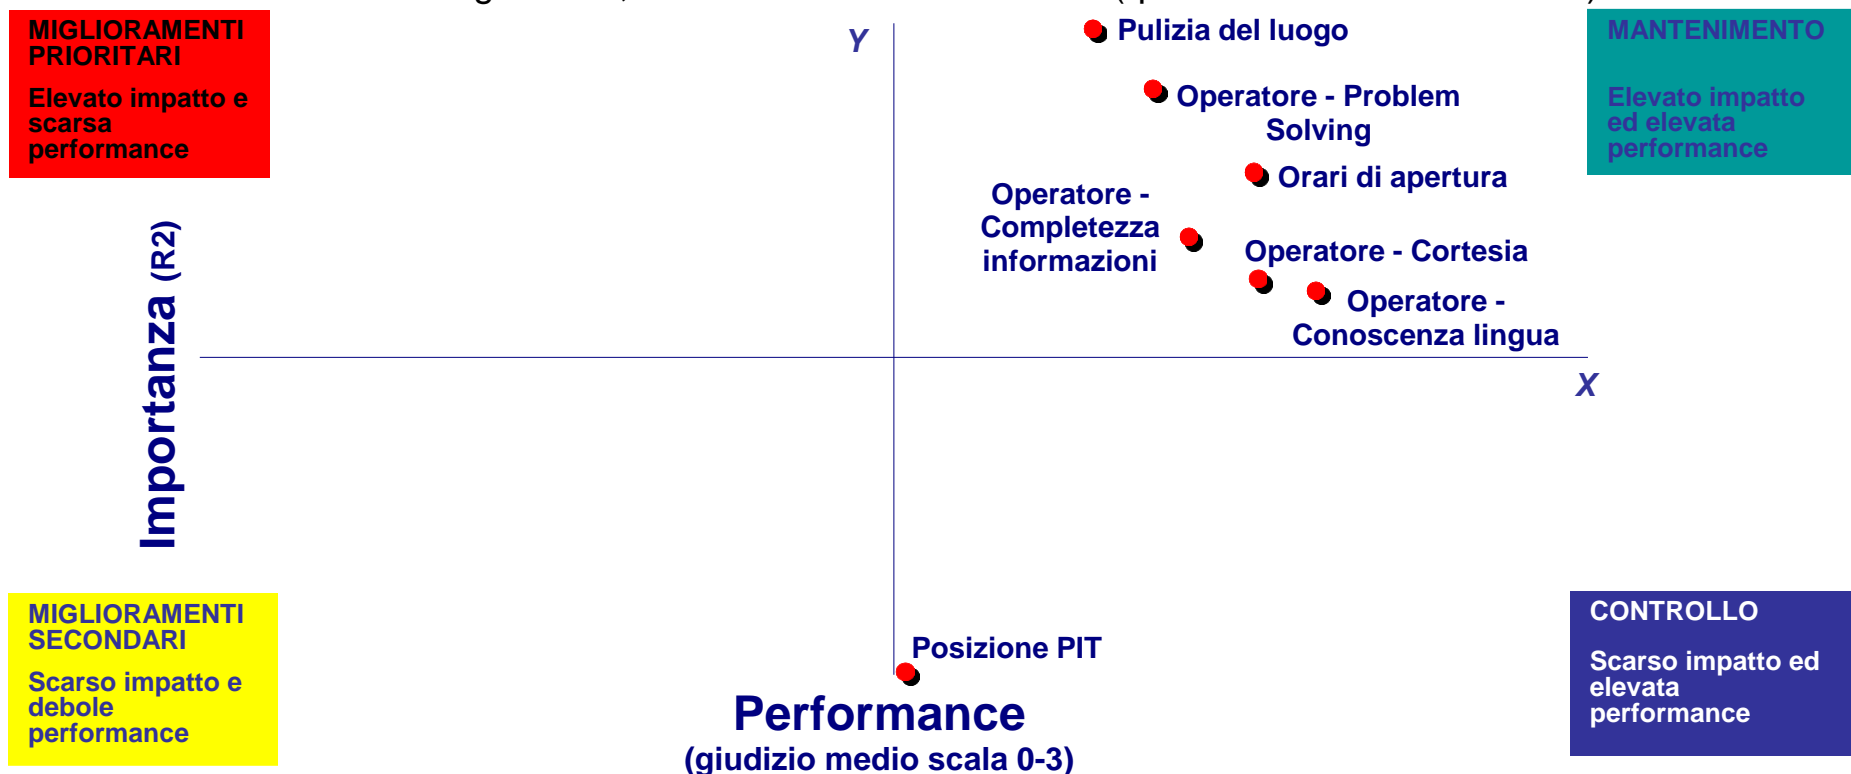 MIGLIORAMENTI
PRIORITARI
Elevato impatto e
scarsa
performance
Y
Pulizia del luogo
MANTENIMENTO
Elevato impatto
ed elevata
performance
Operatore - Problem
Solving
Orari di apertura
Operatore -
Completezza
informazioni
Operatore - Cortesia
Operatore -
Conoscenza lingua
X
Importanza (R2)
MIGLIORAMENTI
SECONDARI
Scarso impatto e
debole
performance
Posizione PIT
CONTROLLO
Scarso impatto ed
elevata
performance
Performance
(giudizio medio scala 0-3)